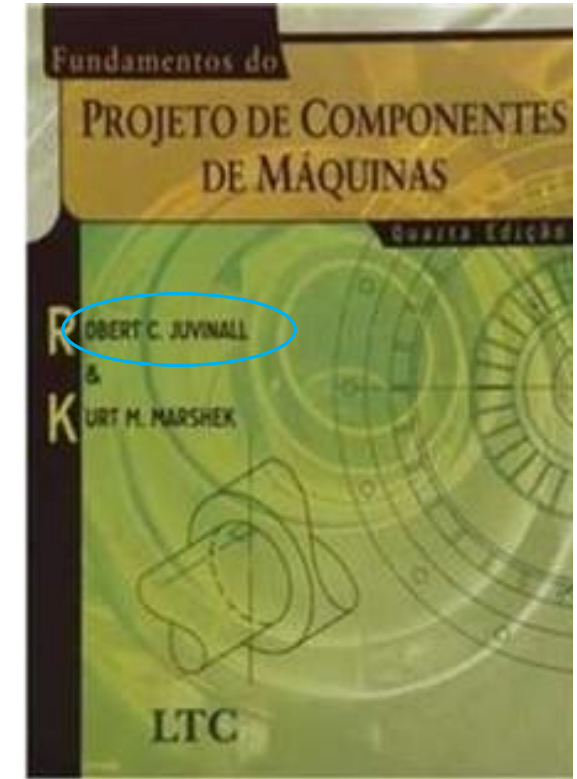 Fundamentos do
PROJETO DE COMPONENTES
DE MÁQUINAS
Quarta Edição
ROBERT C. JUVINALL
&
KURT M. MARSHEK
LTC